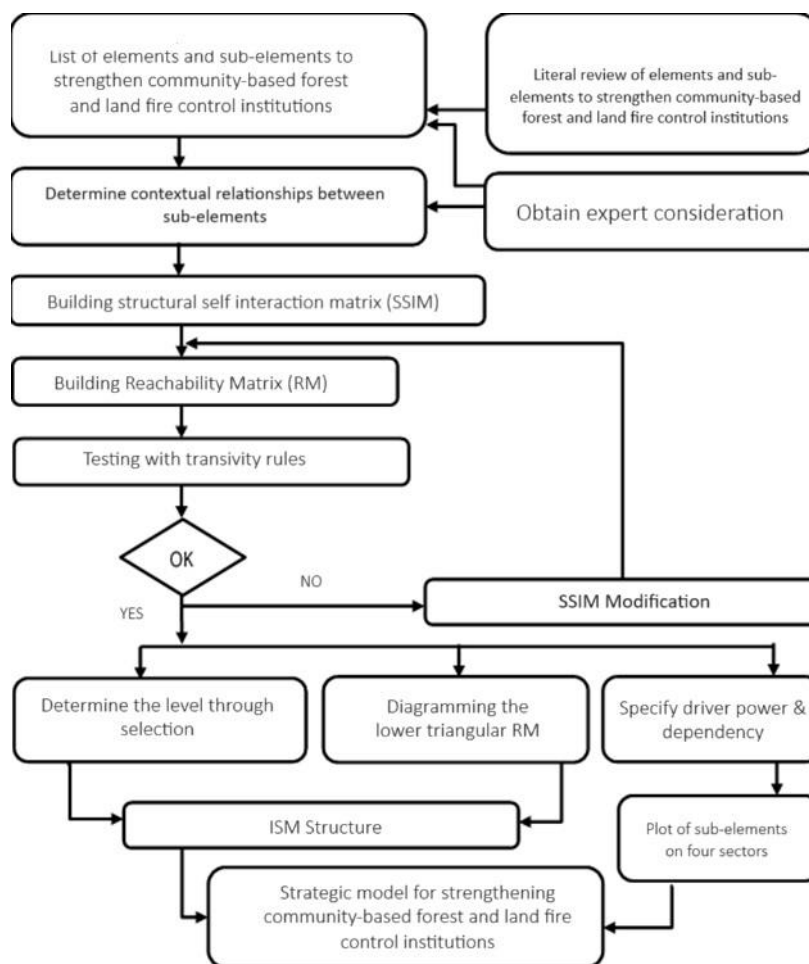 List of elements and sub-elements to
strengthen community-based forest
and land fire control institutions
Literal review of elements and sub-
elements to strengthen community-based
forest and land fire control institutions
Determine contextual relationships between
sub-elements
Obtain expert consideration
Building structural self interaction matrix (SSIM)
Building Reachability Matrix (RM)
Testing with transivity rules
OK
NO
YES
SSIM Modification
Determine the level through
selection
Diagramming the
lower triangular RM
Specify driver power &
dependency
ISM Structure
Plot of sub-elements
on four sectors
Strategic model for strengthening
community-based forest and land fire
control institutions